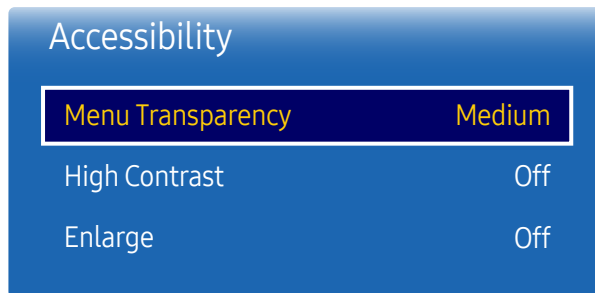 Accessibility
Menu Transparency Medium
High Contrast Off
Enlarge Off